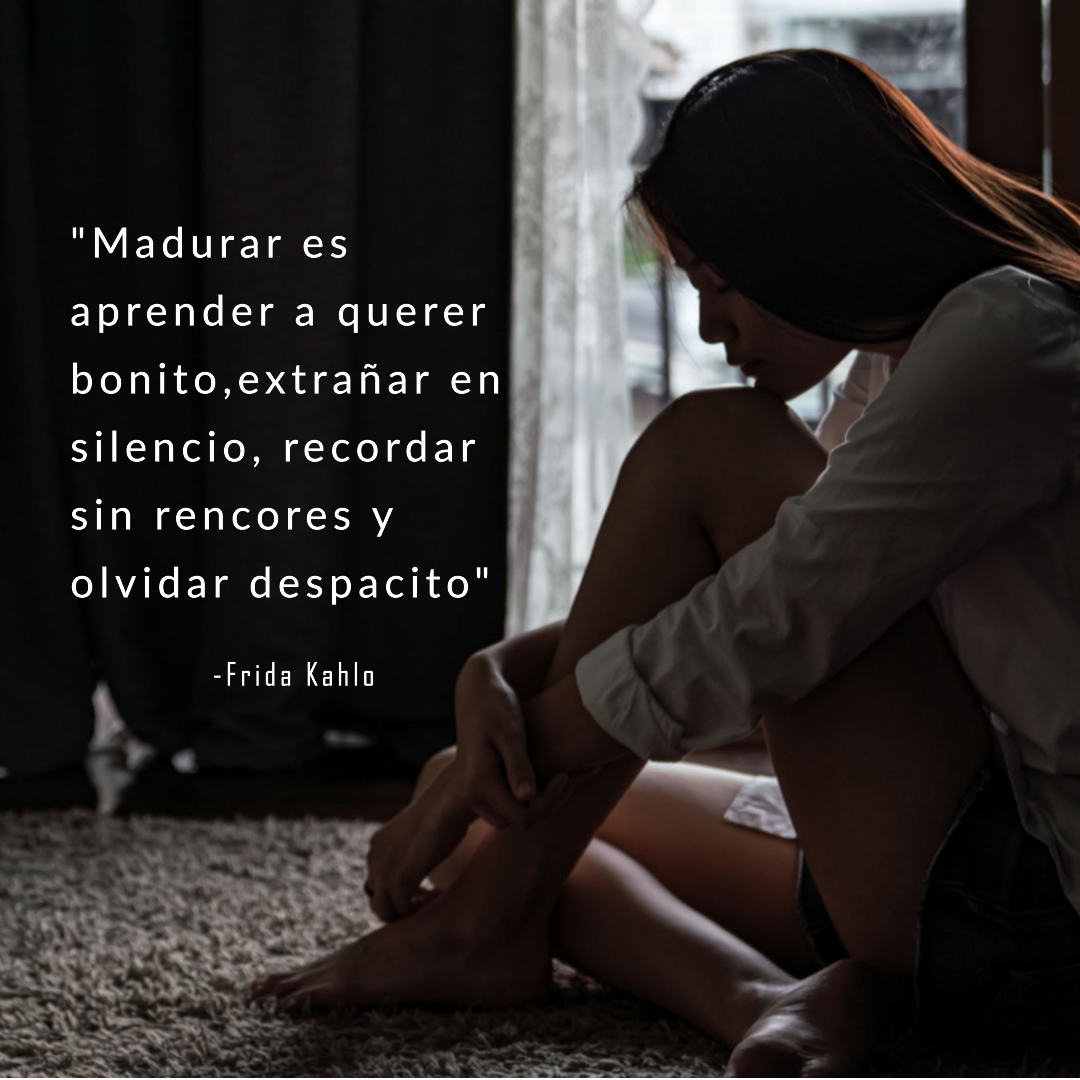 "Madurar es
aprender a querer
bonito,extrañar en
silencio, recordar
sin rencores y
olvidar despacito"
-Frida Kahlo